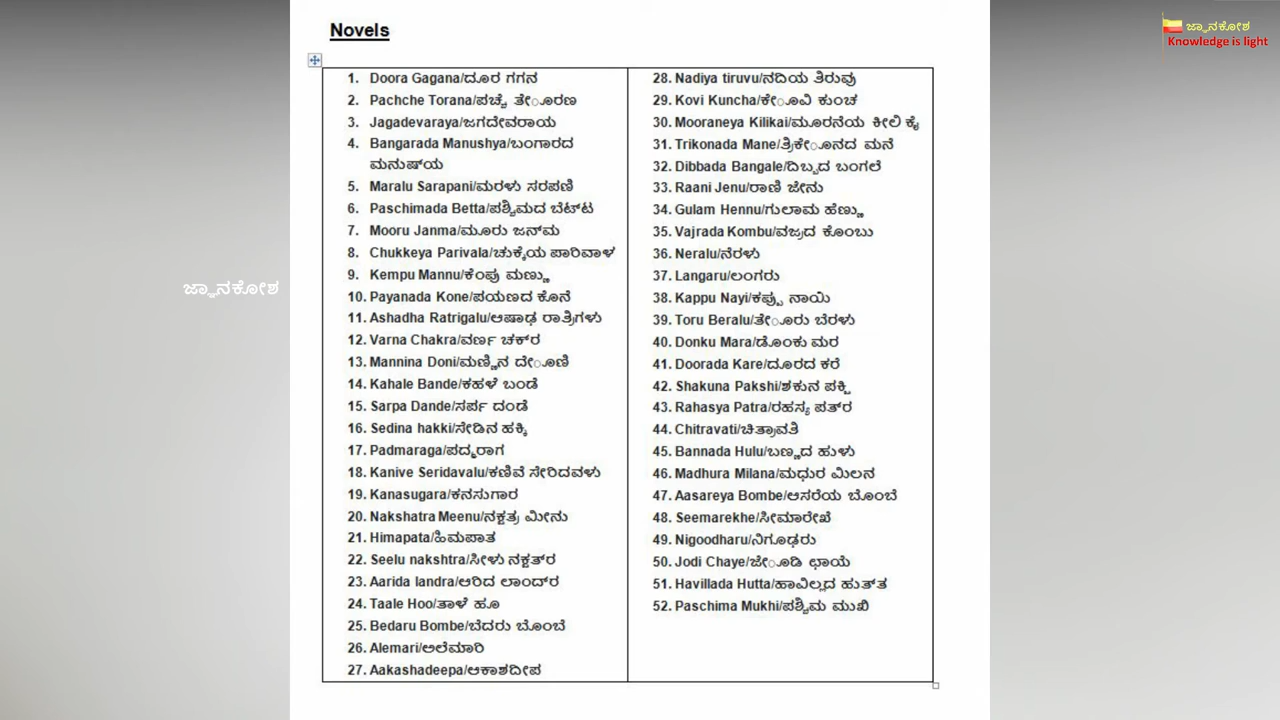 Novels
ಜ್ಞಾನಕೋಶ
Knowledge is light
1. Doora Gagana/ದೂರ ಗಗನ
2. Pachche Torana/ಪಚ್ಚೆ ತೇೂರಣ
3. Jagadevaraya/ಜಗದೇವರಾಯ
4. Bangarada Manushya/ಬಂಗಾರದ
ಮನುಷ್‌ಯ
5. Maralu Sarapani/ಮರಳು ಸರಪಣಿ
6. Paschimada Betta/ಪಶ್ಚಿಮದ ಬೆಟ್‌ಟ
7. Mooru Janma/ಮೂರು ಜನ್‌ಮ
8. Chukkeya Parivala/ಚುಕ್ಕೆಯ ಪಾರಿವಾಳ
9. Kempu Mannu/ಕೆಂಪು ಮಣ್ಣು
10. Payanada Kone/ಪಯಣದ ಕೊನೆ
11. Ashadha Ratrigalu/ಆಷಾಢ ರಾತ್ರಿಗಳು
12. Varna Chakra/ವರ್ಣ ಚಕ್‌ರ
13. Mannina Doni/ಮಣ್ಣಿನ ದೇೂಣಿ
14. Kahale Bande/ಕಹಳೆ ಬಂಡೆ
15. Sarpa Dande/ಸರ್ಪ ದಂಡೆ
16. Sedina hakki/ಸೇಡಿನ ಹಕ್ಕಿ
17. Padmaraga/ಪದ್ಮರಾಗ
18. Kanive Seridavalu/ಕಣಿವೆ ಸೇರಿದವಳು
19. Kanasugara/ಕನಸುಗಾರ
20. Nakshatra Meenu/ನಕ್ಷತ್ರ ಮೀನು
21. Himapata/ಹಿಮಪಾತ
22. Seelu nakshtra/ಸೀಳು ನಕ್ಷತ್‌ರ
23. Aarida landra/ಆರಿದ ಲಾಂದ್‌ರ
24. Taale Hoo/ತಾಳೆ ಹೂ
25. Bedaru Bombe/ಬೆದರು ಬೊಂಬೆ
26. Alemari/ಅಲೆಮಾರಿ
27. Aakashadeepa/ಆಕಾಶದೀಪ
28. Nadiya tiruvu/ನದಿಯ ತಿರುವು
29. Kovi Kuncha/ಕೇೂವಿ ಕುಂಚ
30. Mooraneya Kilikai/ಮೂರನೆಯ ಕೀಲಿ ಕೈ
31. Trikonada Mane/ತ್ರಿಕೇೂನದ ಮನೆ
32. Dibbada Bangale/ದಿಬ್ಬದ ಬಂಗಲೆ
33. Raani Jenu/ರಾಣಿ ಜೇನು
34. Gulam Hennu/ಗುಲಾಮ ಹೆಣ್ಣು
35. Vajrada Kombu/ವಜ್ರದ ಕೊಂಬು
36. Neralu/ನೆರಳು
37. Langaru/ಲಂಗರು
38. Kappu Nayi/ಕಪ್ಪು ನಾಯಿ
39. Toru Beralu/ತೇೂರು ಬೆರಳು
40. Donku Mara/ಡೊಂಕು ಮರ
41. Doorada Kare/ದೂರದ ಕರೆ
42. Shakuna Pakshi/ಶಕುನ ಪಕ್ಷಿ
43. Rahasya Patra/ರಹಸ್ಯ ಪತ್‌ರ
44. Chitravati/ಚಿತ್ರಾವತಿ
45. Bannada Hulu/ಬಣ್ಣದ ಹುಳು
46. Madhura Milana/ಮಧುರ ಮಿಲನ
47. Aasareya Bombe/ಆಸರೆಯ ಬೊಂಬೆ
48. Seemarekhe/ಸೀಮಾರೇಖೆ
49. Nigoodharu/ನಿಗೂಢರು
50. Jodi Chaye/ಜೇೂಡಿ ಛಾಯೆ
51. Havillada Hutta/ಹಾವಿಲ್ಲದ ಹುತ್‌ತ
52. Paschima Mukhi/ಪಶ್ಚಿಮ ಮುಖಿ
ಜ್ಞಾನಕೋಶ